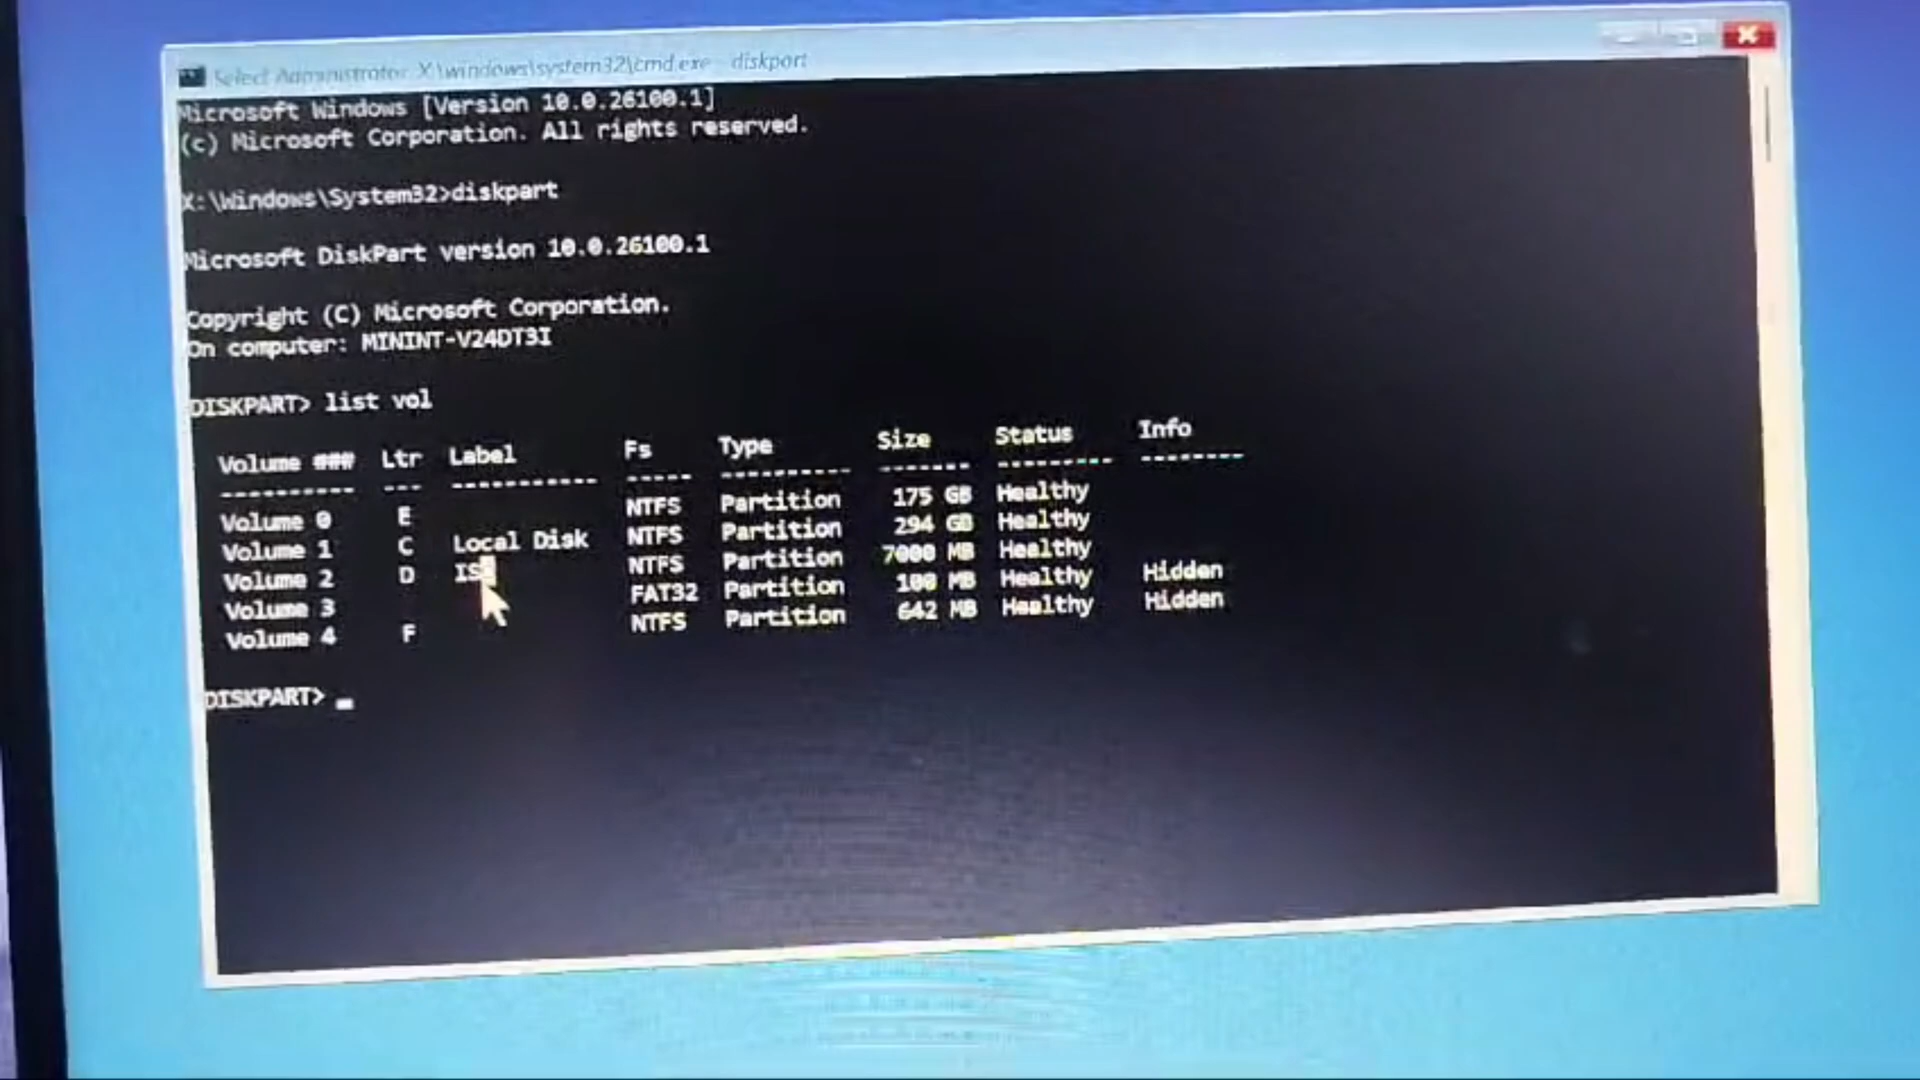 Select Administrator: X:\windows\system32\cmd.exe - diskpart
Microsoft Windows [Version 10.0.26100.1]
(c) Microsoft Corporation. All rights reserved.
X:\Windows\System32>diskpart
Microsoft DiskPart version 10.0.26100.1
Copyright (C) Microsoft Corporation.
On computer: MININT-V24DT3I
DISKPART> list vol
Volume ### Ltr Label Fs Type Size Status Info
---------- --- ----------- ----- ---------- ------- --------- --------
Volume 0 E NTFS Partition 175 GB Healthy
Volume 1 C Local Disk NTFS Partition 294 GB Healthy
Volume 2 D NTFS Partition 7000 MB Healthy
Volume 3 FAT32 Partition 100 MB Healthy Hidden
Volume 4 F NTFS Partition 642 MB Healthy Hidden
DISKPART>